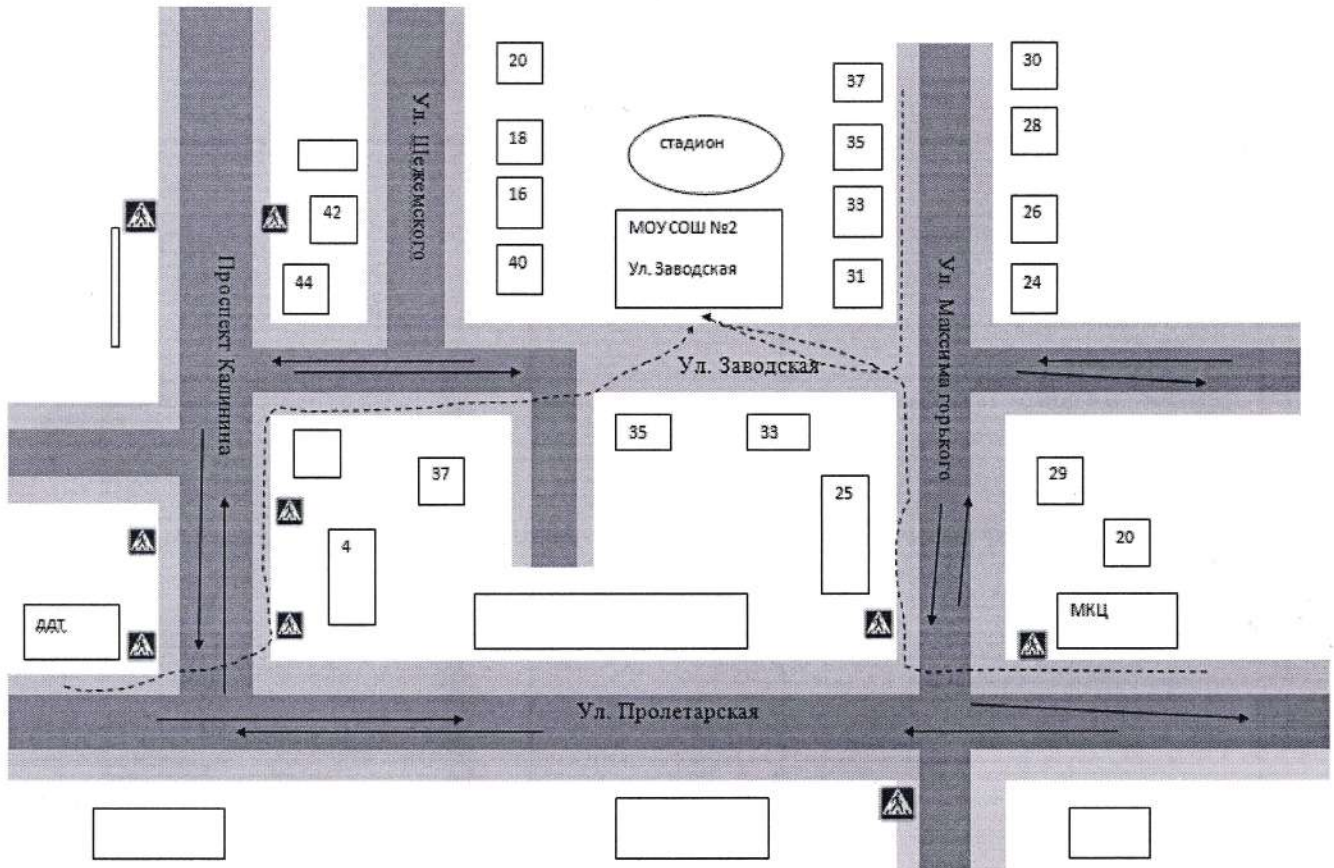 20
37
30
Ул. Щежемского
18
стадион
35
28
16
42
МОУ СОШ №2
33
26
Ул. Заводская
40
44
31
24
Проспект Калинина
Ул. Максима горького
Ул. Заводская
35
33
37
29
25
4
20
ДДТ
МКЦ
Ул. Пролетарская